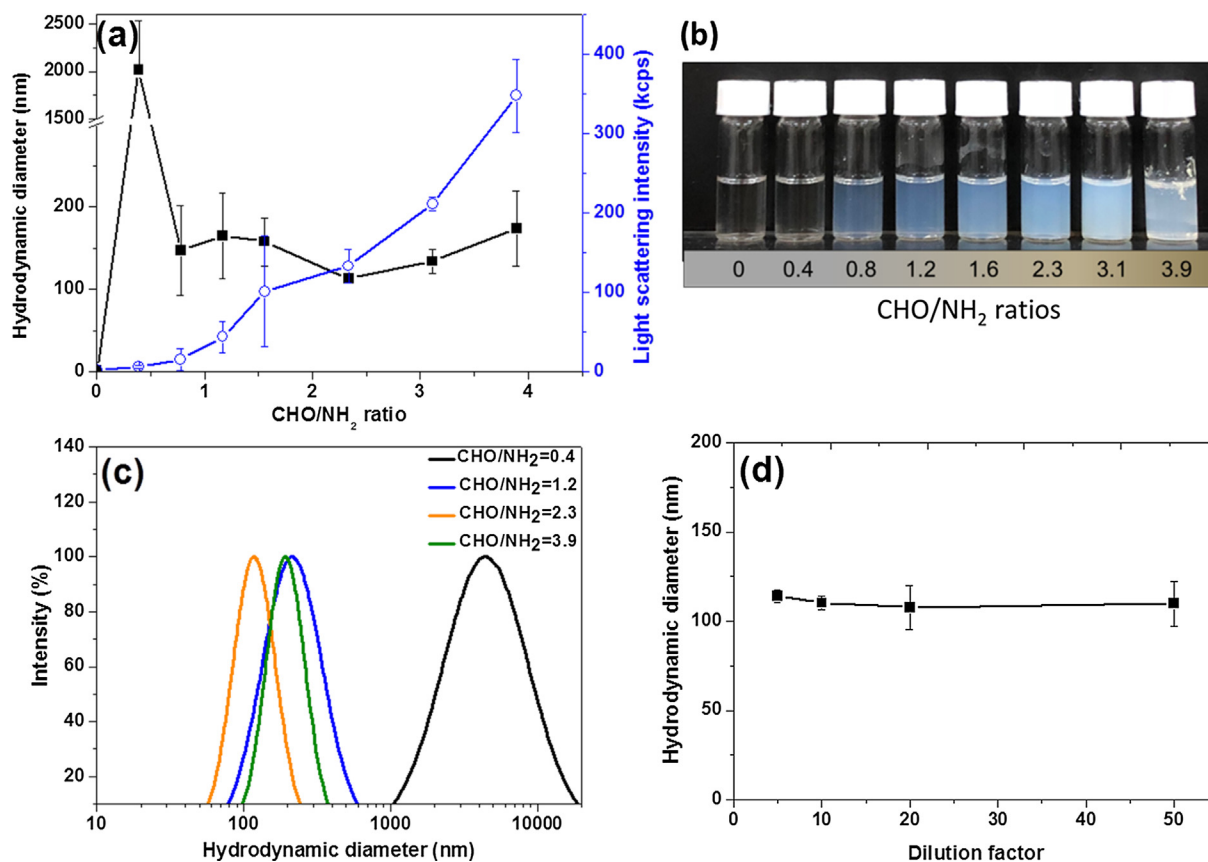 (a)
Hydrodynamic diameter (nm)
2500
2000
1500
200
100
0
0 1 2 3 4
CHO/NH₂ ratio
400
300
200
100
0
Light scattering intensity (kcps)
(b)
0 0.4 0.8 1.2 1.6 2.3 3.1 3.9
CHO/NH₂ ratios
(c)
Intensity (%)
140
120
100
80
60
40
20
10 100 1000 10000
Hydrodynamic diameter (nm)
CHO/NH₂=0.4
CHO/NH₂=1.2
CHO/NH₂=2.3
CHO/NH₂=3.9
(d)
Hydrodynamic diameter (nm)
200
150
100
50
0
0 10 20 30 40 50
Dilution factor